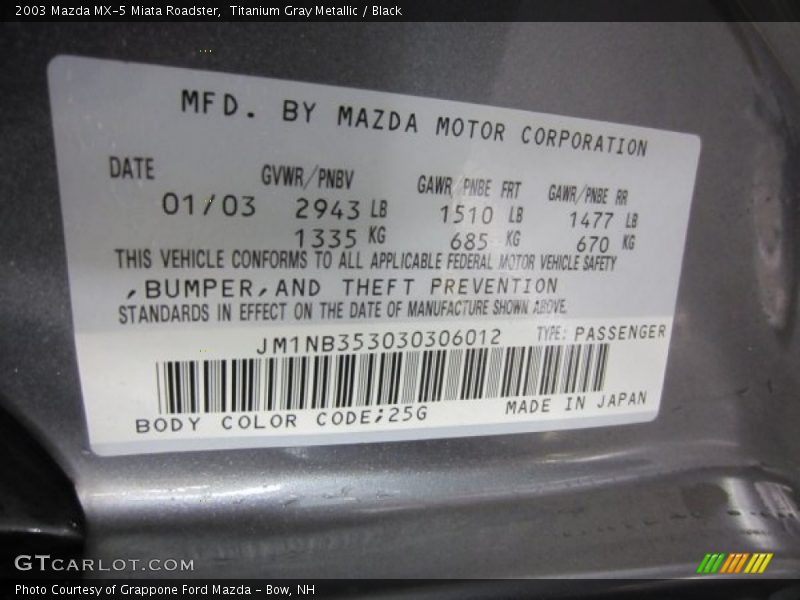 2003 Mazda MX-5 Miata Roadster,  Titanium Gray Metallic / Black
MFD. BY MAZDA MOTOR CORPORATION
DATE GVWR/PNBV GAWR/PNBE FRT GAWR/PNBE RR
01/03 2943 LB 1510 LB 1477 LB
1335 KG 685 KG 670 KG
THIS VEHICLE CONFORMS TO ALL APPLICABLE FEDERAL MOTOR VEHICLE SAFETY
,BUMPER,AND THEFT PREVENTION
STANDARDS IN EFFECT ON THE DATE OF MANUFACTURE SHOWN ABOVE.
JM1NB353030306012 TYPE: PASSENGER
BODY COLOR CODE;25G MADE IN JAPAN
GTCARLOT.COM
Photo Courtesy of Grappone Ford Mazda - Bow, NH